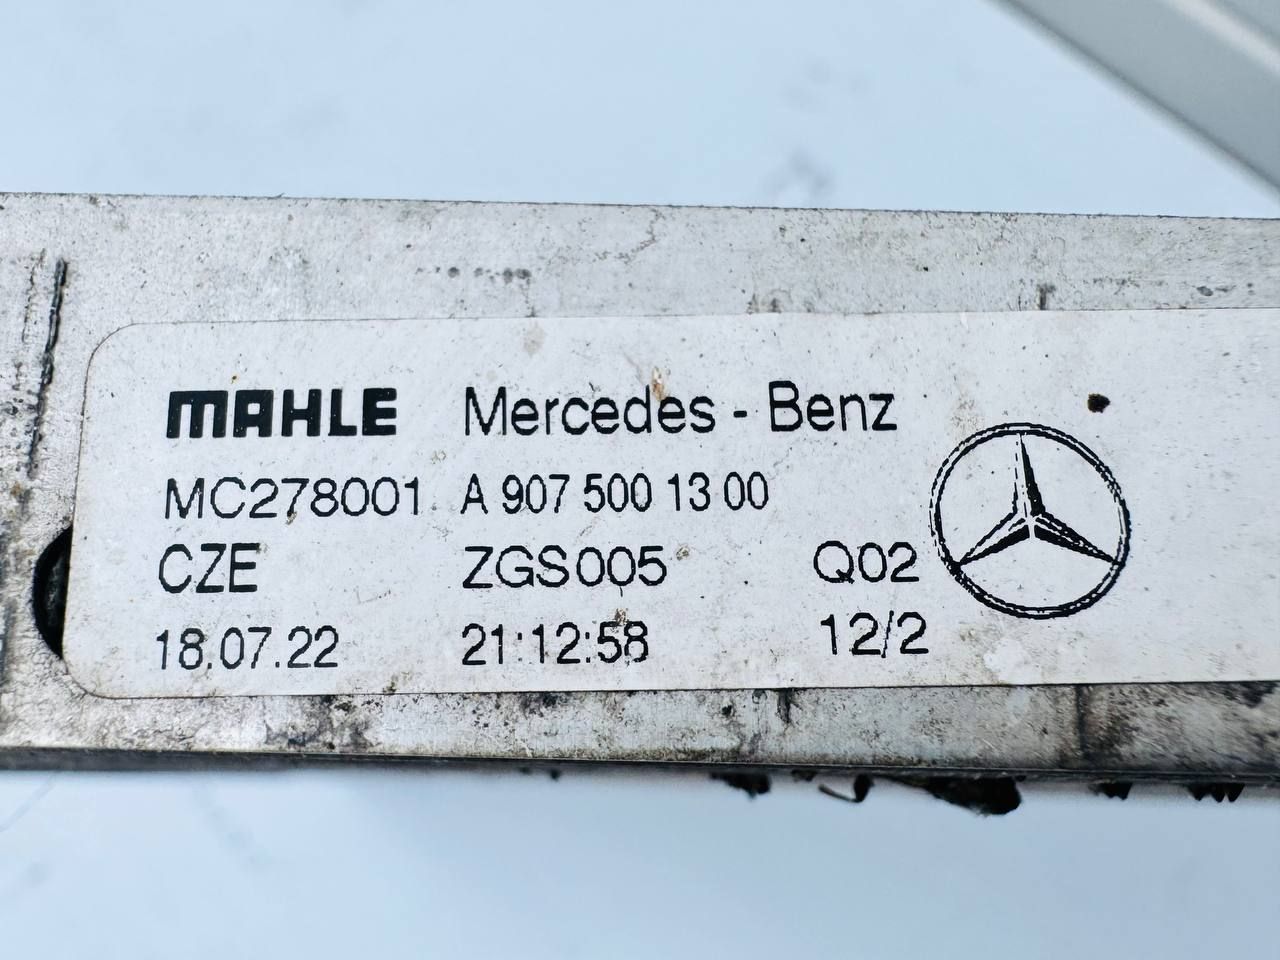 MAHLE Mercedes - Benz
MC278001 A 907 500 13 00
CZE ZGS005 Q02
18.07.22 21:12:58 12/2